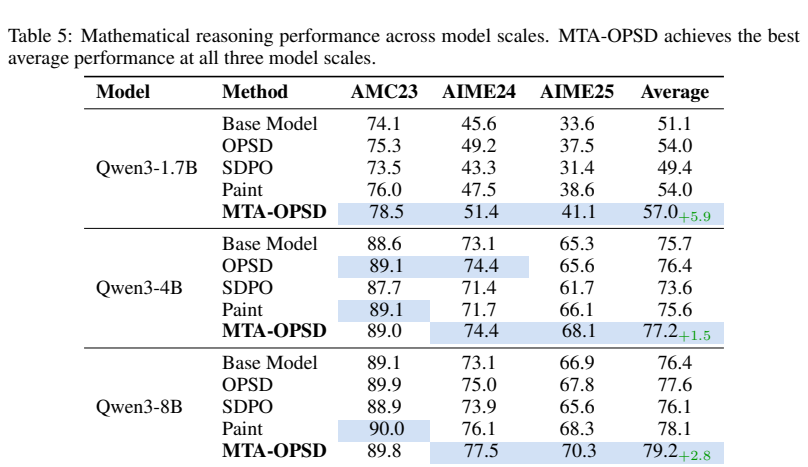 Table 5: Mathematical reasoning performance across model scales. MTA-OPSD achieves the best
average performance at all three model scales.
Model Method AMC23 AIME24 AIME25 Average
Base Model 74.1 45.6 33.6 51.1
OPSD 75.3 49.2 37.5 54.0
Qwen3-1.7B SDPO 73.5 43.3 31.4 49.4
Paint 76.0 47.5 38.6 54.0
MTA-OPSD 78.5 51.4 41.1 57.0+5.9
Base Model 88.6 73.1 65.3 75.7
OPSD 89.1 74.4 65.6 76.4
Qwen3-4B SDPO 87.7 71.4 61.7 73.6
Paint 89.1 71.7 66.1 75.6
MTA-OPSD 89.0 74.4 68.1 77.2+1.5
Base Model 89.1 73.1 66.9 76.4
OPSD 89.9 75.0 67.8 77.6
Qwen3-8B SDPO 88.9 73.9 65.6 76.1
Paint 90.0 76.1 68.3 78.1
MTA-OPSD 89.8 77.5 70.3 79.2+2.8